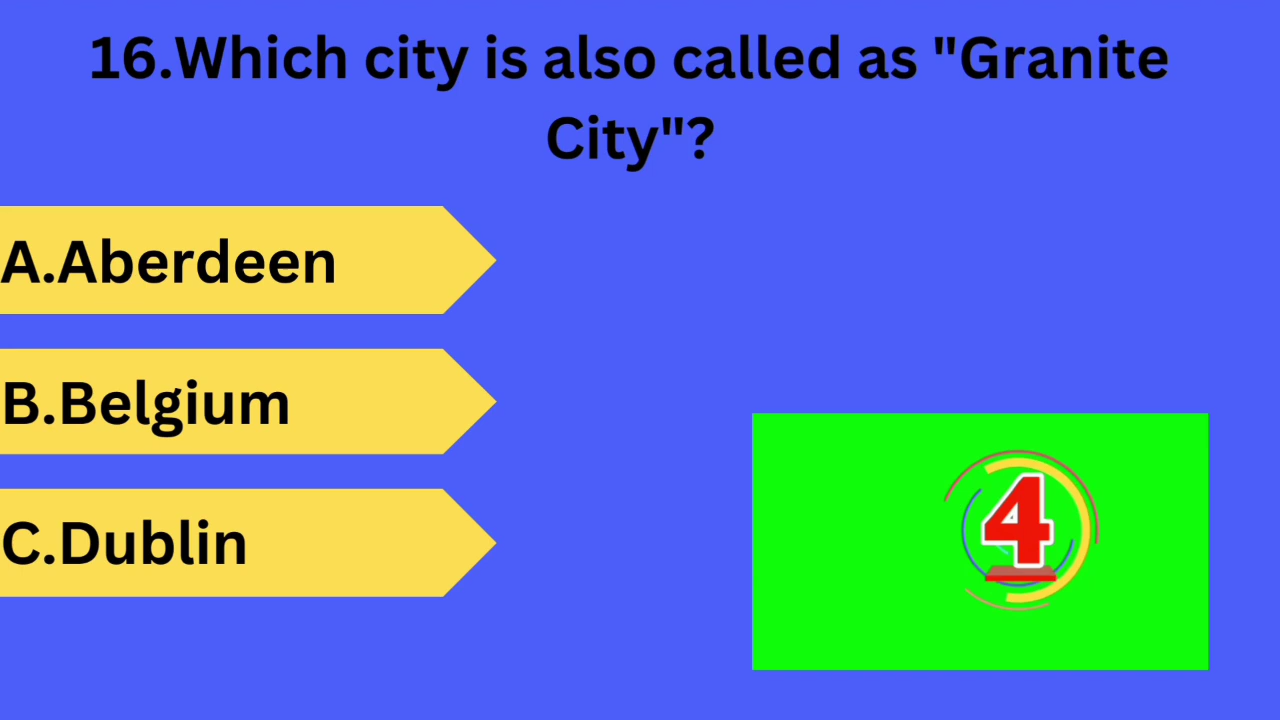 16.Which city is also called as "Granite
City"?
A.Aberdeen
B.Belgium
C.Dublin
4